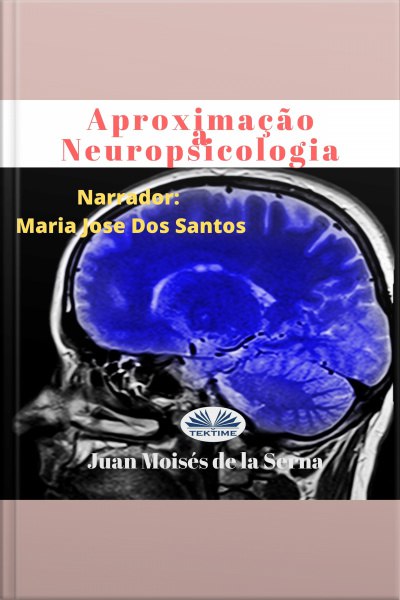 Aproximação
à
Neuropsicologia
Narrador:
Maria Jose Dos Santos
TEKTIME
Juan Moisés de la Serna